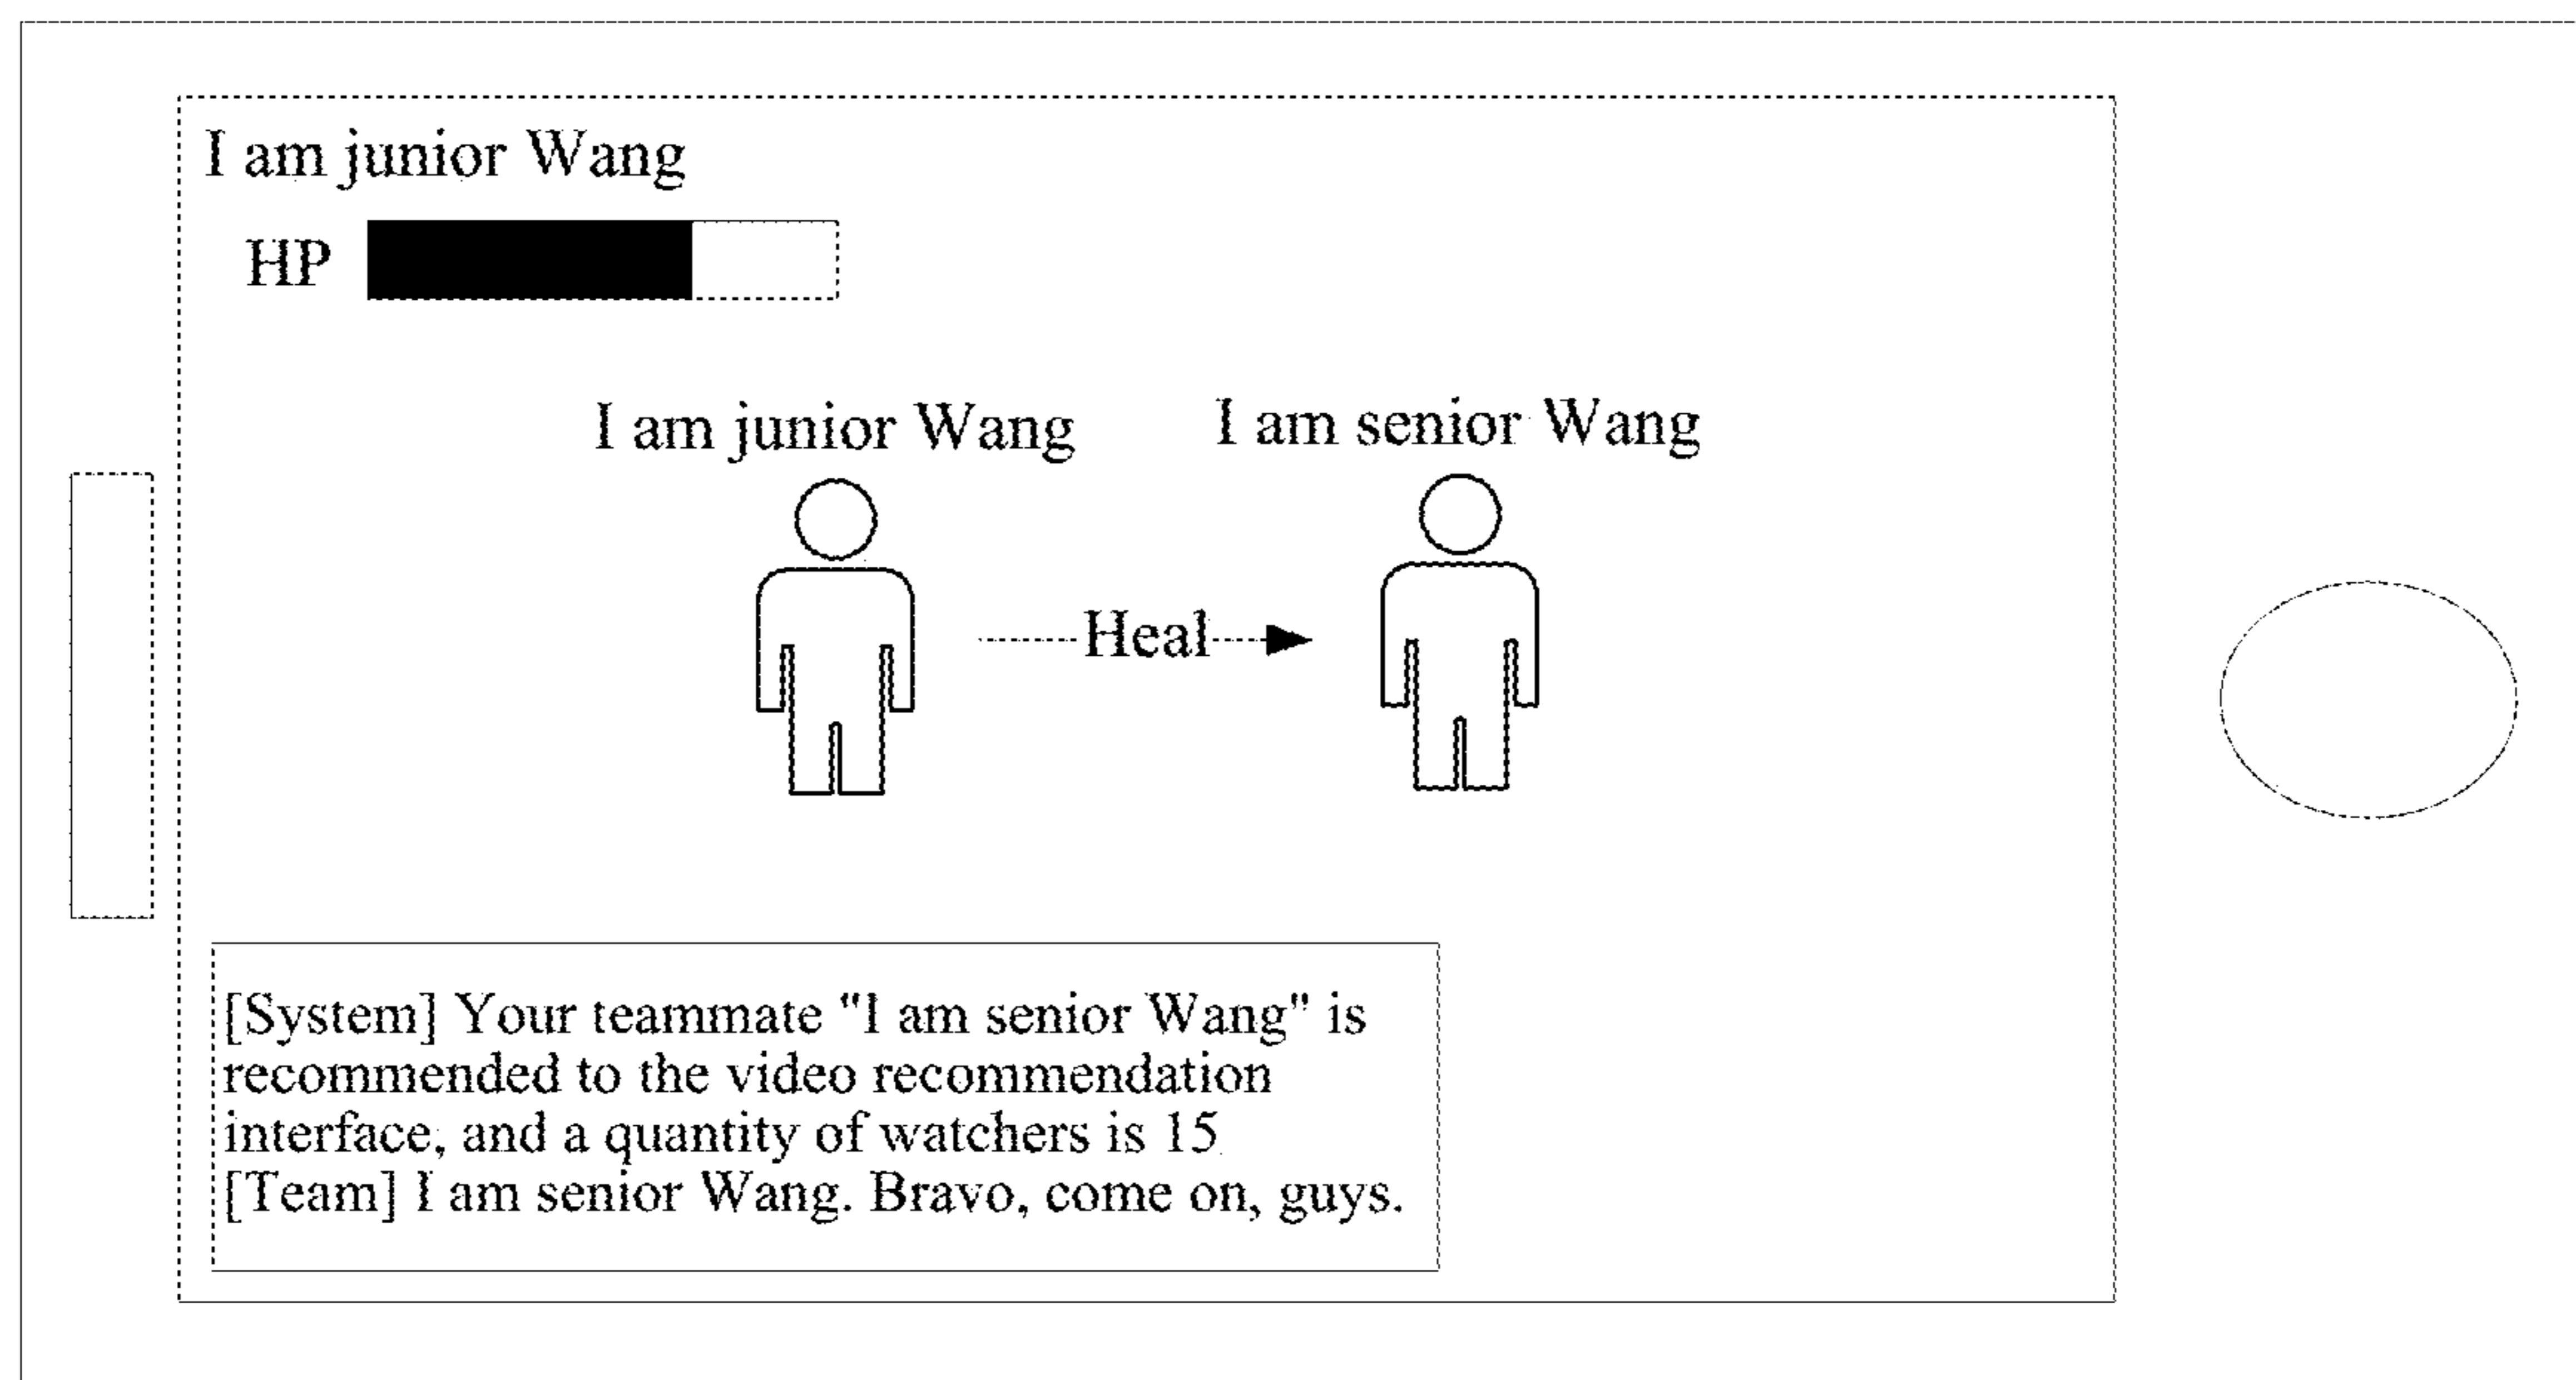 I am junior Wang
HP
I am junior Wang
I am senior Wang
Heal
[System] Your teammate "I am senior Wang" is
recommended to the video recommendation
interface, and a quantity of watchers is 15
[Team] I am senior Wang. Bravo, come on, guys.